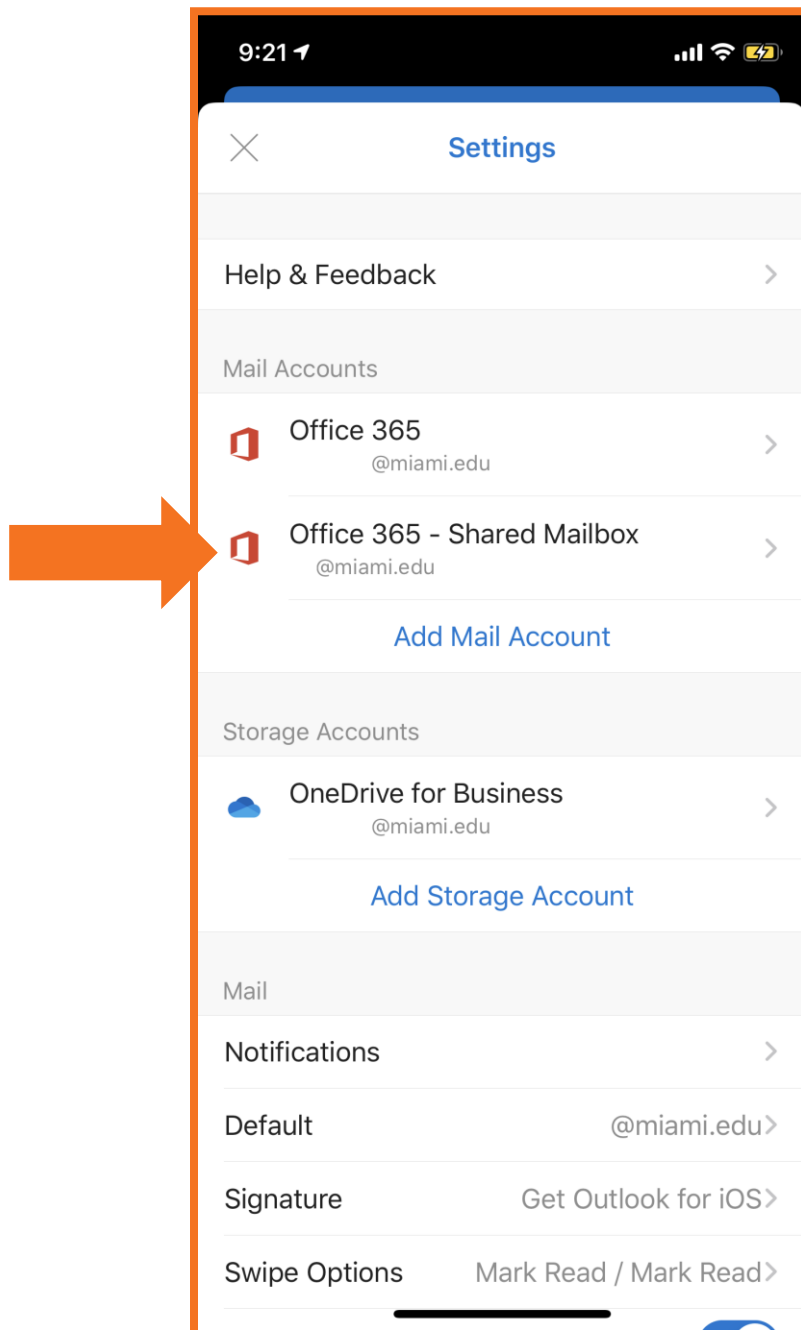 9:21
Settings
Help & Feedback
Mail Accounts
Office 365
@miami.edu
Office 365 - Shared Mailbox
@miami.edu
Add Mail Account
Storage Accounts
OneDrive for Business
@miami.edu
Add Storage Account
Mail
Notifications
Default @miami.edu
Signature Get Outlook for iOS
Swipe Options Mark Read / Mark Read